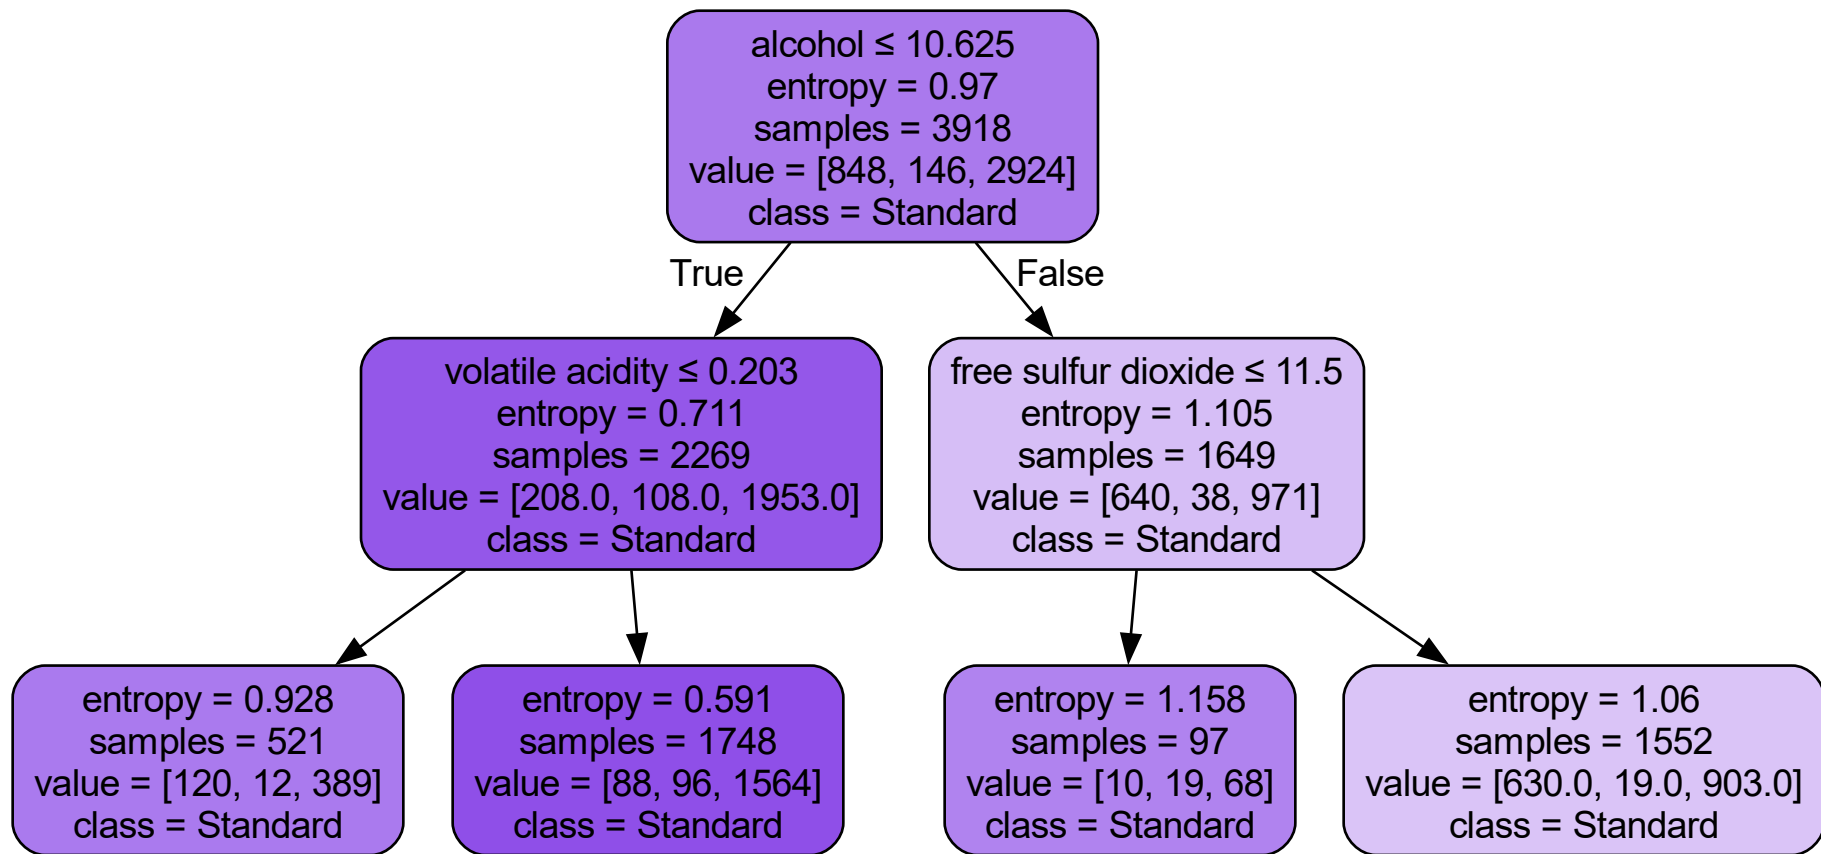 alcohol ≤ 10.625
entropy = 0.97
samples = 3918
value = [848, 146, 2924]
class = Standard
True
False
volatile acidity ≤ 0.203
entropy = 0.711
samples = 2269
value = [208.0, 108.0, 1953.0]
class = Standard
free sulfur dioxide ≤ 11.5
entropy = 1.105
samples = 1649
value = [640, 38, 971]
class = Standard
entropy = 0.928
samples = 521
value = [120, 12, 389]
class = Standard
entropy = 0.591
samples = 1748
value = [88, 96, 1564]
class = Standard
entropy = 1.158
samples = 97
value = [10, 19, 68]
class = Standard
entropy = 1.06
samples = 1552
value = [630.0, 19.0, 903.0]
class = Standard